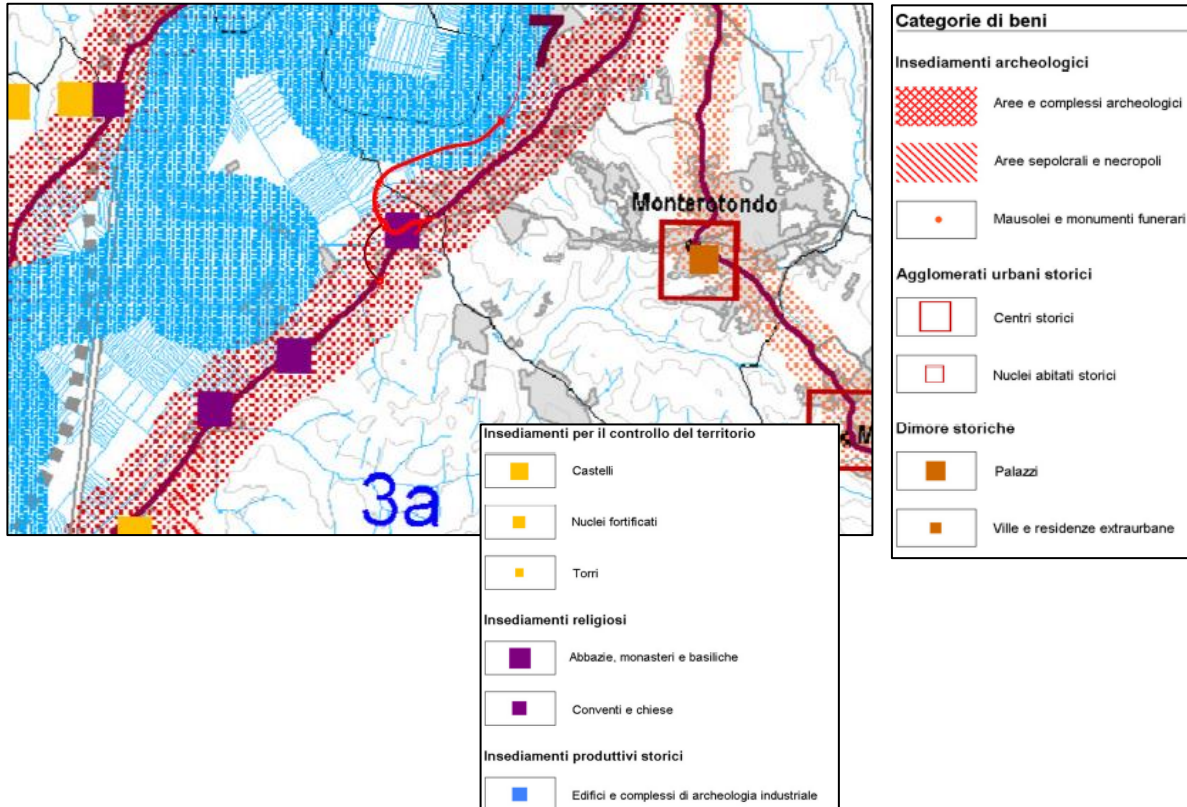 7
Monterotondo
M
3a
Categorie di beni
Insediamenti archeologici
Aree e complessi archeologici
Aree sepolcrali e necropoli
Mausolei e monumenti funerari
Agglomerati urbani storici
Centri storici
Nuclei abitati storici
Dimore storiche
Palazzi
Ville e residenze extraurbane
Insediamenti per il controllo del territorio
Castelli
Nuclei fortificati
Torri
Insediamenti religiosi
Abbazie, monasteri e basiliche
Conventi e chiese
Insediamenti produttivi storici
Edifici e complessi di archeologia industriale